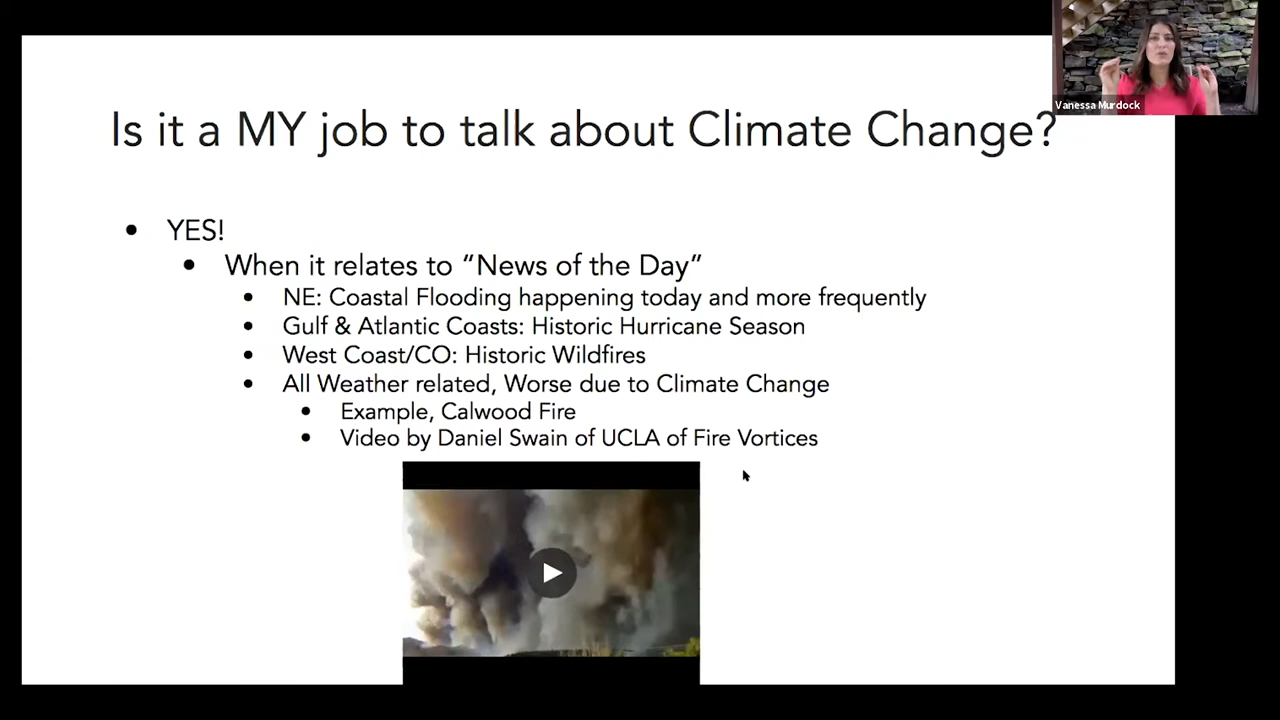 Vanessa Murdock
Is it a MY job to talk about Climate Change?
• YES!
• When it relates to “News of the Day”
• NE: Coastal Flooding happening today and more frequently
• Gulf & Atlantic Coasts: Historic Hurricane Season
• West Coast/CO: Historic Wildfires
• All Weather related, Worse due to Climate Change
• Example, Calwood Fire
• Video by Daniel Swain of UCLA of Fire Vortices